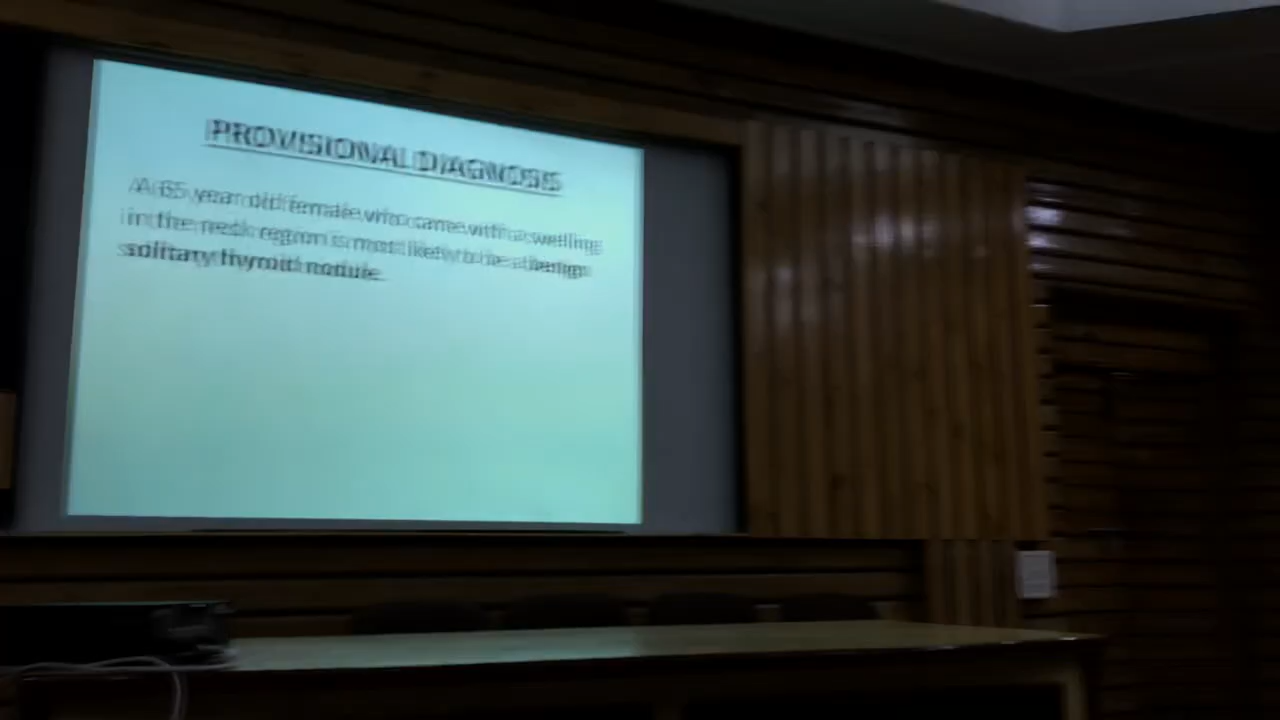 PROVISIONAL DIAGNOSIS
A 65 year old female who came with a swelling
in the neck region is most likely to be a benign
solitary thyroid nodule.